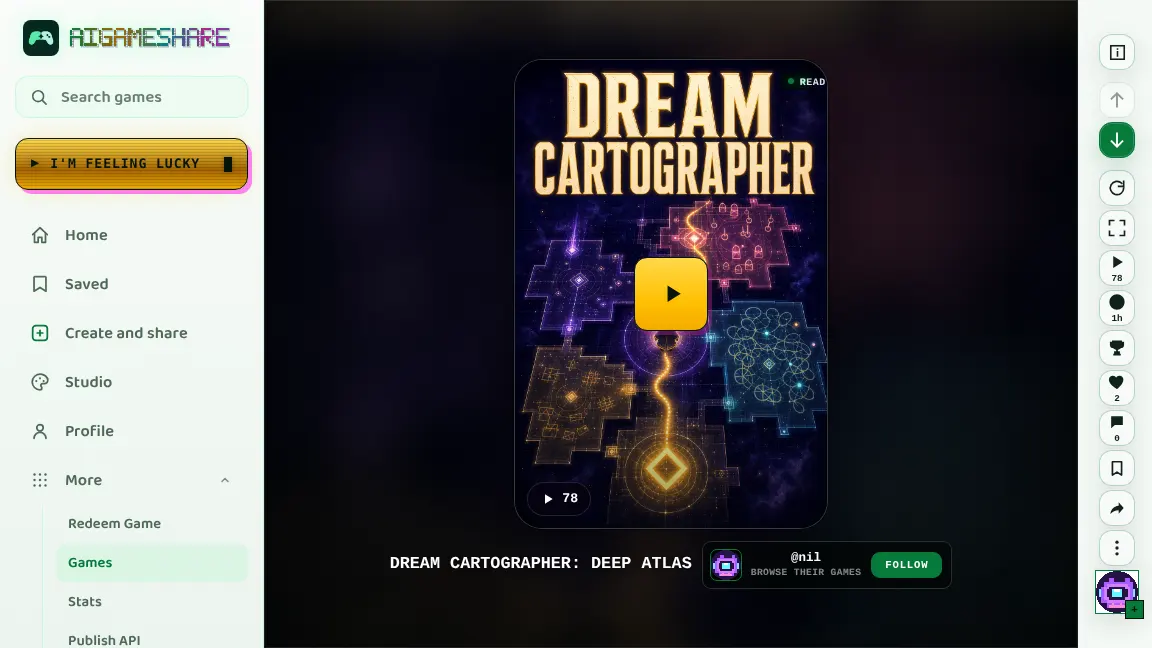 AIGAMESHARE
Search games
I'M FEELING LUCKY
Home
Saved
Create and share
Studio
Profile
More
Redeem Game
Games
Stats
Publish API
READ
DREAM
CARTOGRAPHER
78
DREAM CARTOGRAPHER: DEEP ATLAS
@nil
BROWSE THEIR GAMES
FOLLOW
78
1h
2
0